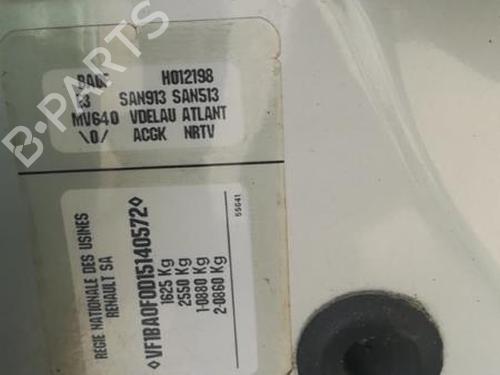 BA0F H012198
E3 SAN913 SAN513
MV640 VDELAU ATLANT
\0/ ACGK NRTV
55641
REGIE NATIONALE DES USINES
RENAULT SA
◊VF1BA0F0D15140572◊
1625 Kg
2550 Kg
1-0880 Kg
2-0860 Kg
B-PARTS